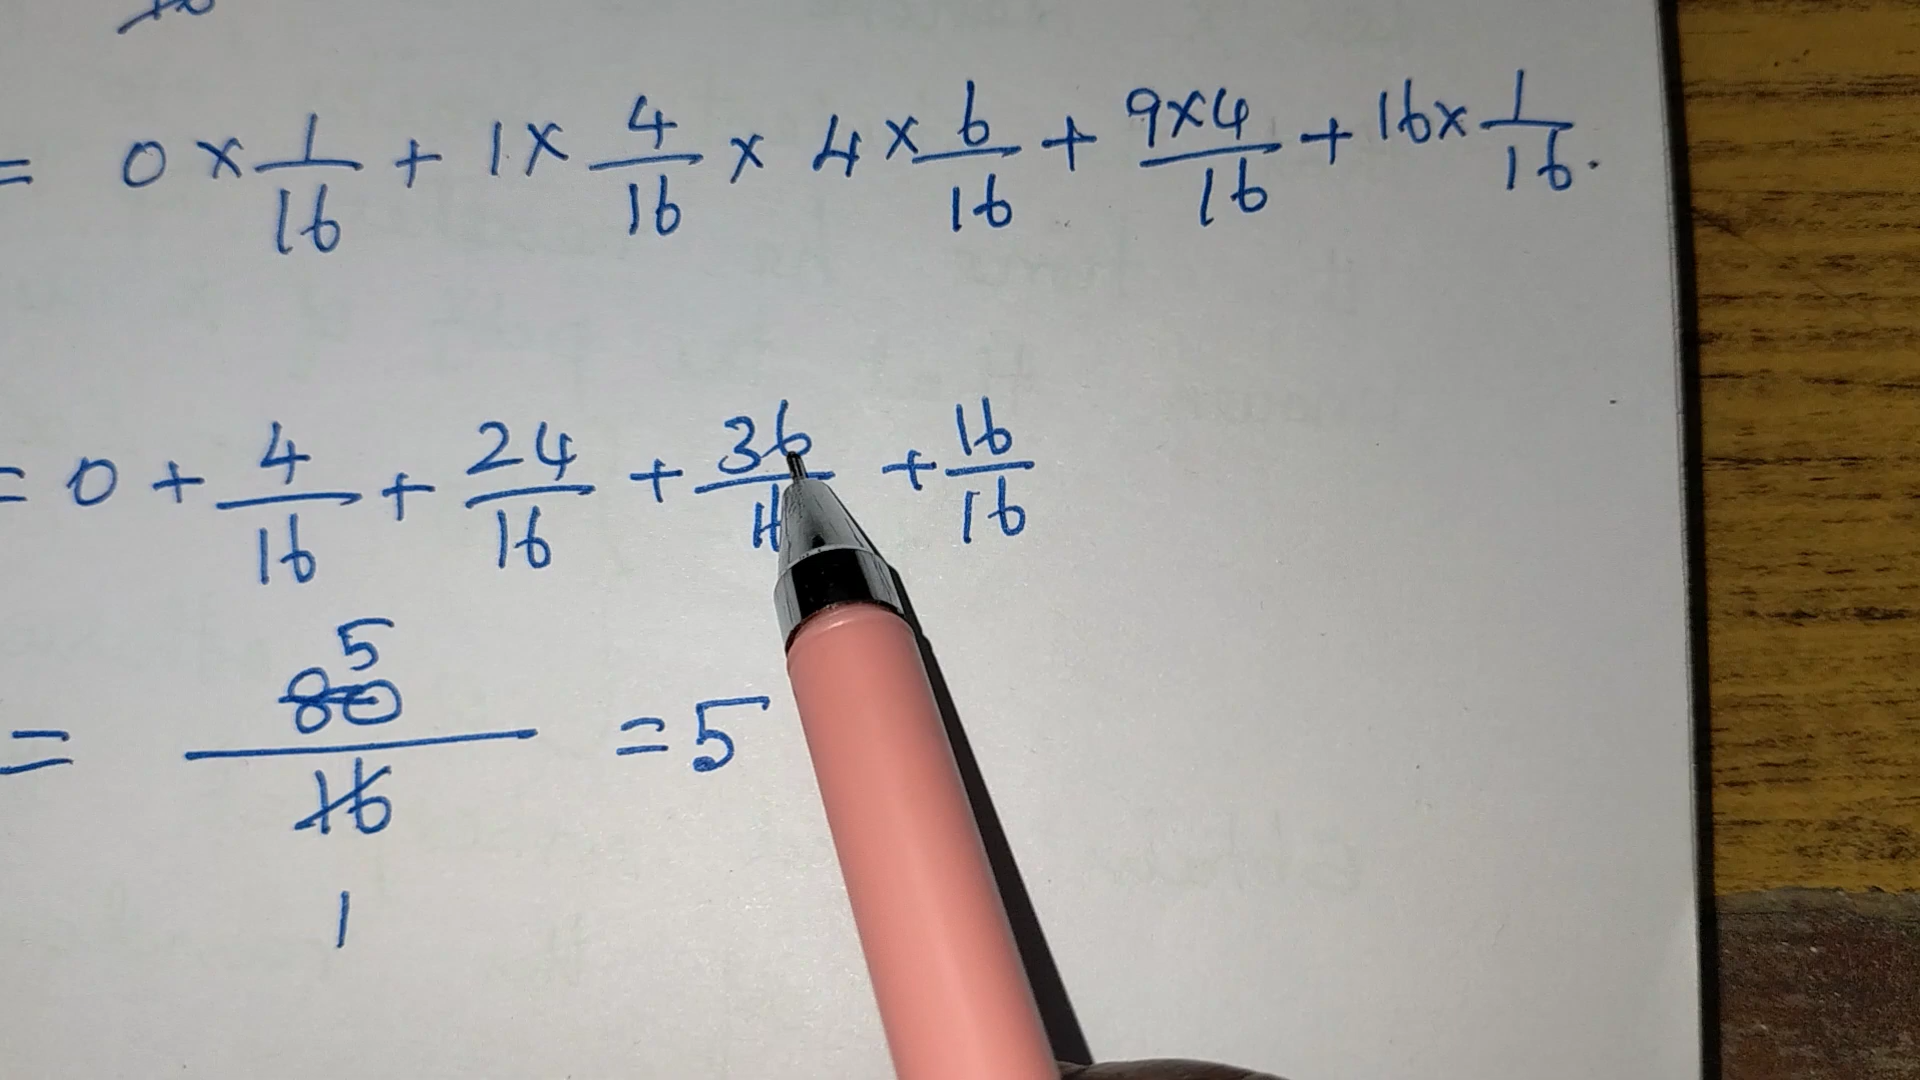 = 0 × 1/16 + 1 × 4/16 × 4 × 6/16 + 9×4/16 + 16 × 1/16.
= 0 + 4/16 + 24/16 + 36/1 + 16/16
5
= 80/16 = 5
1